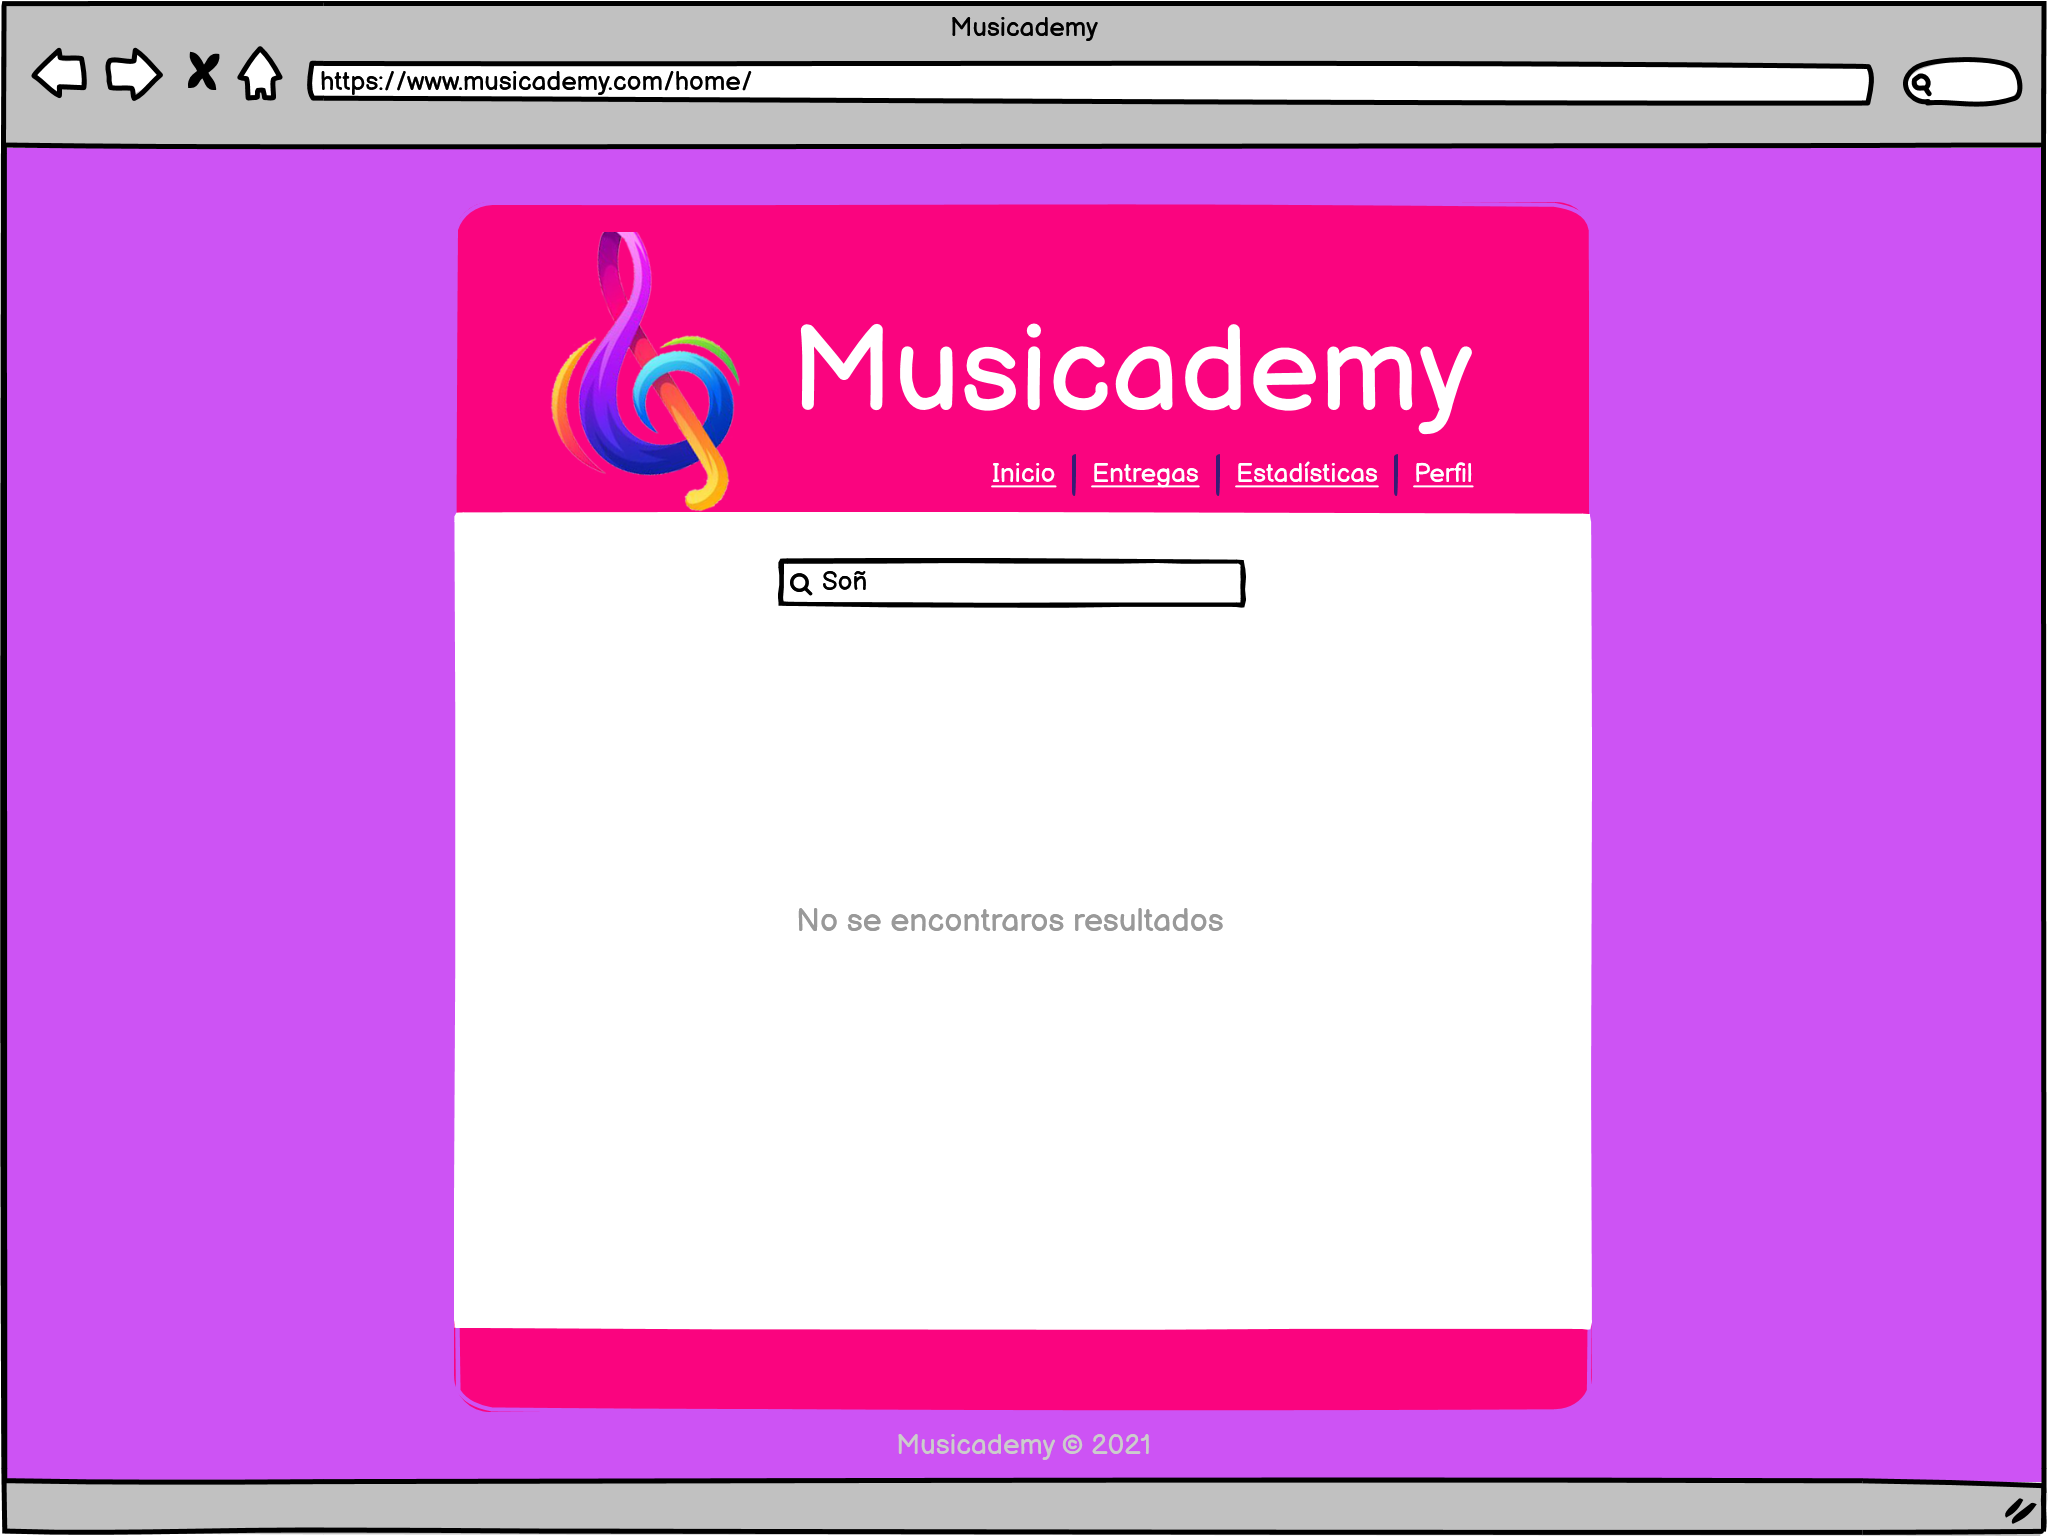 Musicademy
https://www.musicademy.com/home/
Musicademy
Inicio Entregas Estadísticas Perfil
Soñ
No se encontraros resultados
Musicademy © 2021